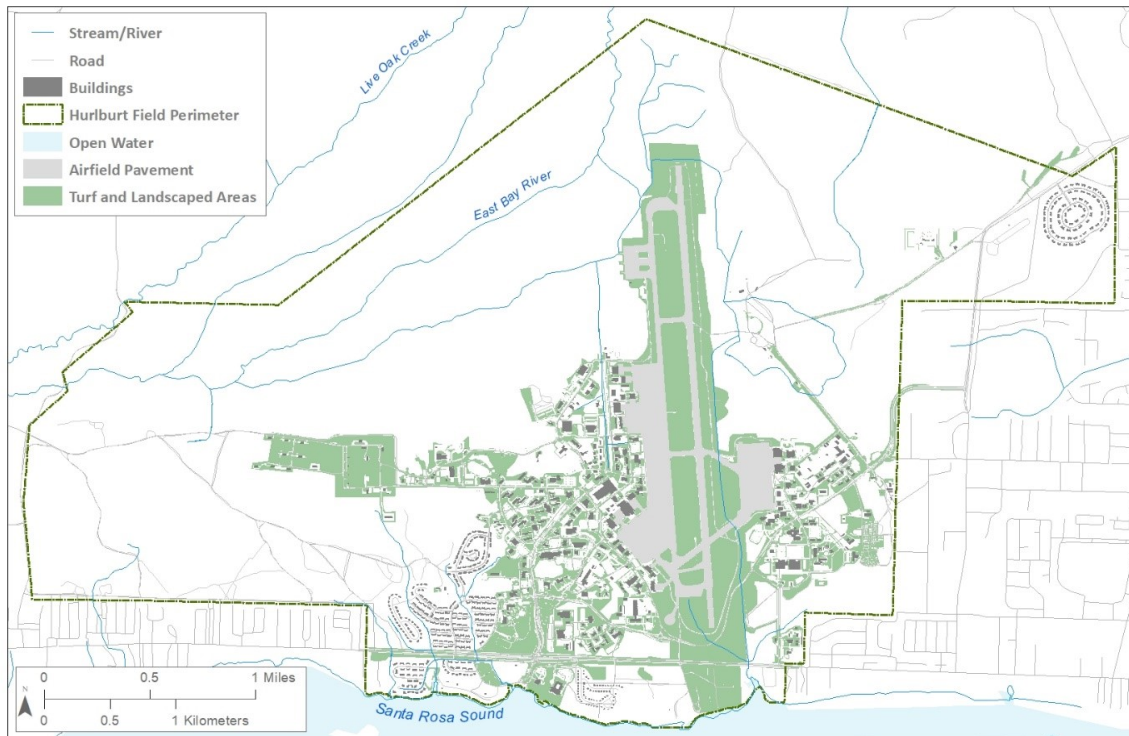 Stream/River
Road
Buildings
Hurlburt Field Perimeter
Open Water
Airfield Pavement
Turf and Landscaped Areas
Live Oak Creek
East Bay River
Santa Rosa Sound
N
0 0.5 1 Miles
0 0.5 1 Kilometers